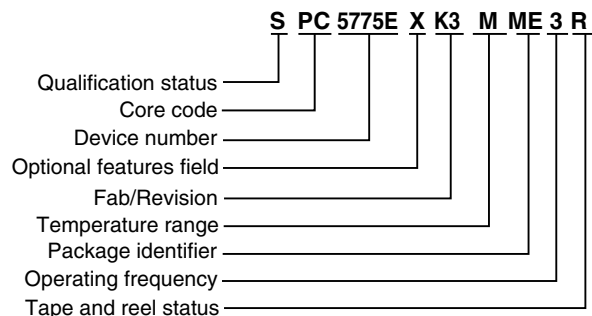 S PC 5775E X K3 M ME 3 R
Qualification status
Core code
Device number
Optional features field
Fab/Revision
Temperature range
Package identifier
Operating frequency
Tape and reel status